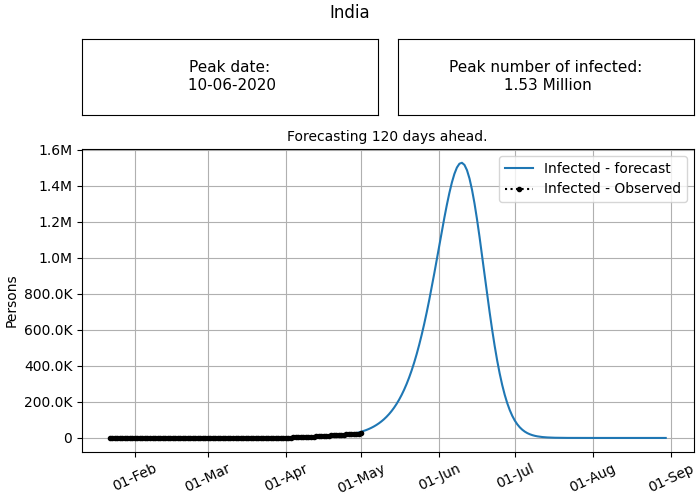 India
Peak date:
10-06-2020
Peak number of infected:
1.53 Million
Forecasting 120 days ahead.
Infected - forecast
Infected - Observed
Persons
1.6M
1.4M
1.2M
1.0M
800.0K
600.0K
400.0K
200.0K
0
01-Feb
01-Mar
01-Apr
01-May
01-Jun
01-Jul
01-Aug
01-Sep